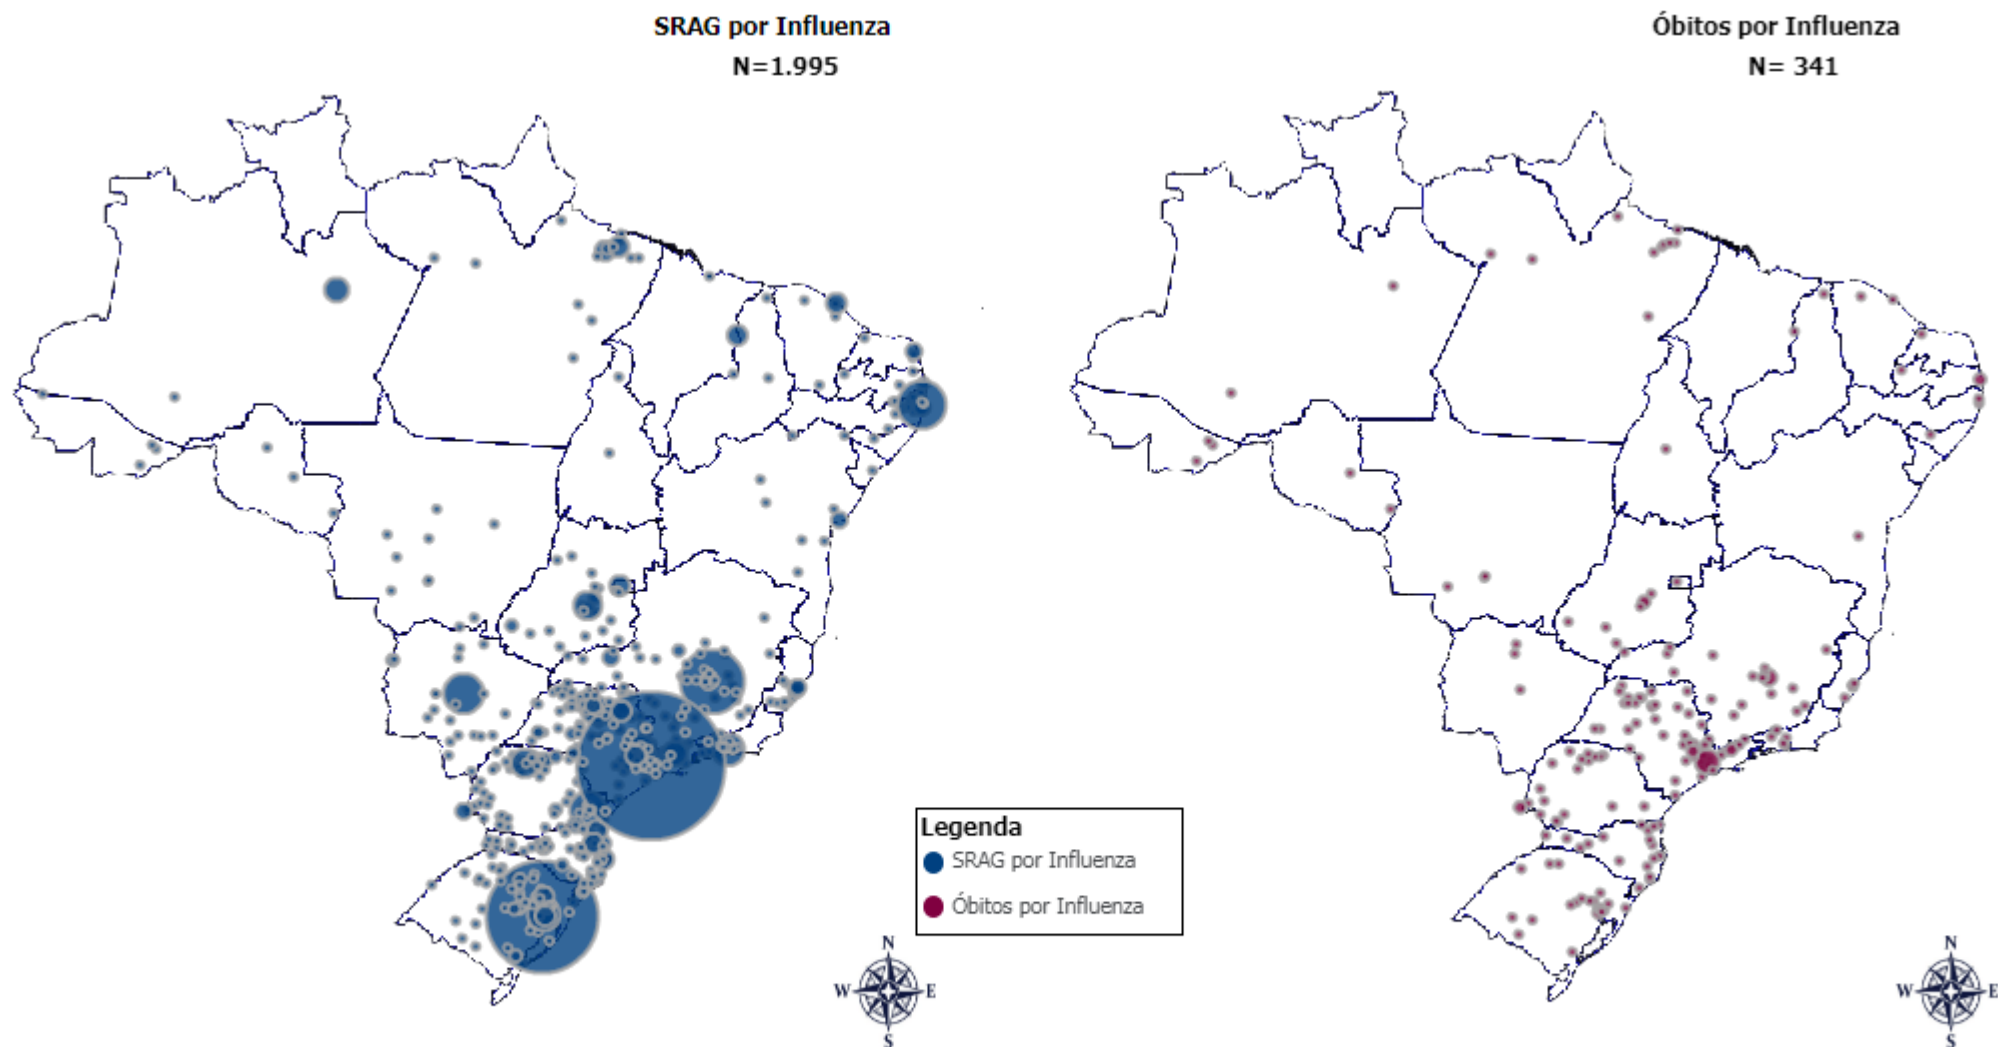 SRAG por Influenza
N=1.995
Óbitos por Influenza
N= 341
Legenda
SRAG por Influenza
Óbitos por Influenza
N
W E
S
N
W E
S